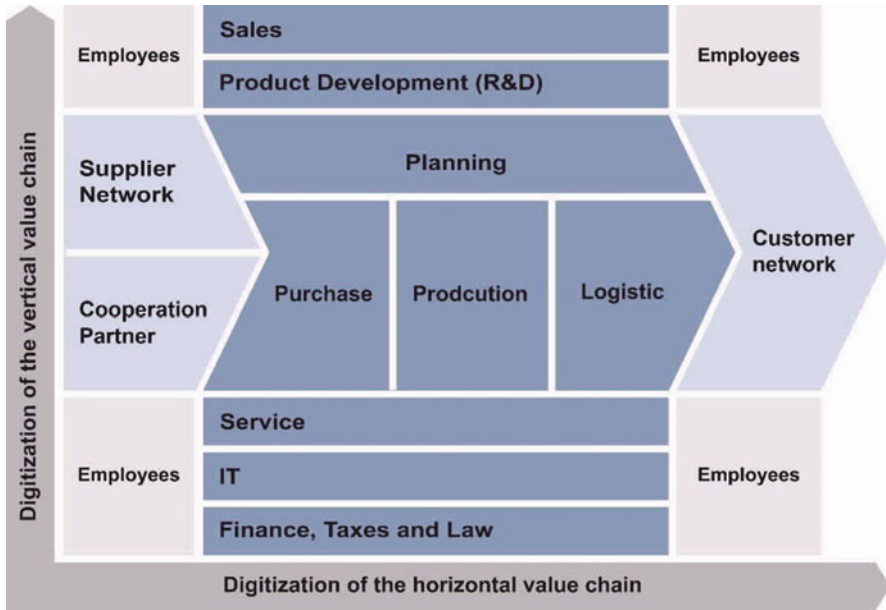 Digitization of the vertical value chain
Employees
Sales
Product Development (R&D)
Employees
Supplier
Network
Planning
Cooperation
Partner
Purchase
Prodcution
Logistic
Customer
network
Employees
Service
IT
Finance, Taxes and Law
Employees
Digitization of the horizontal value chain